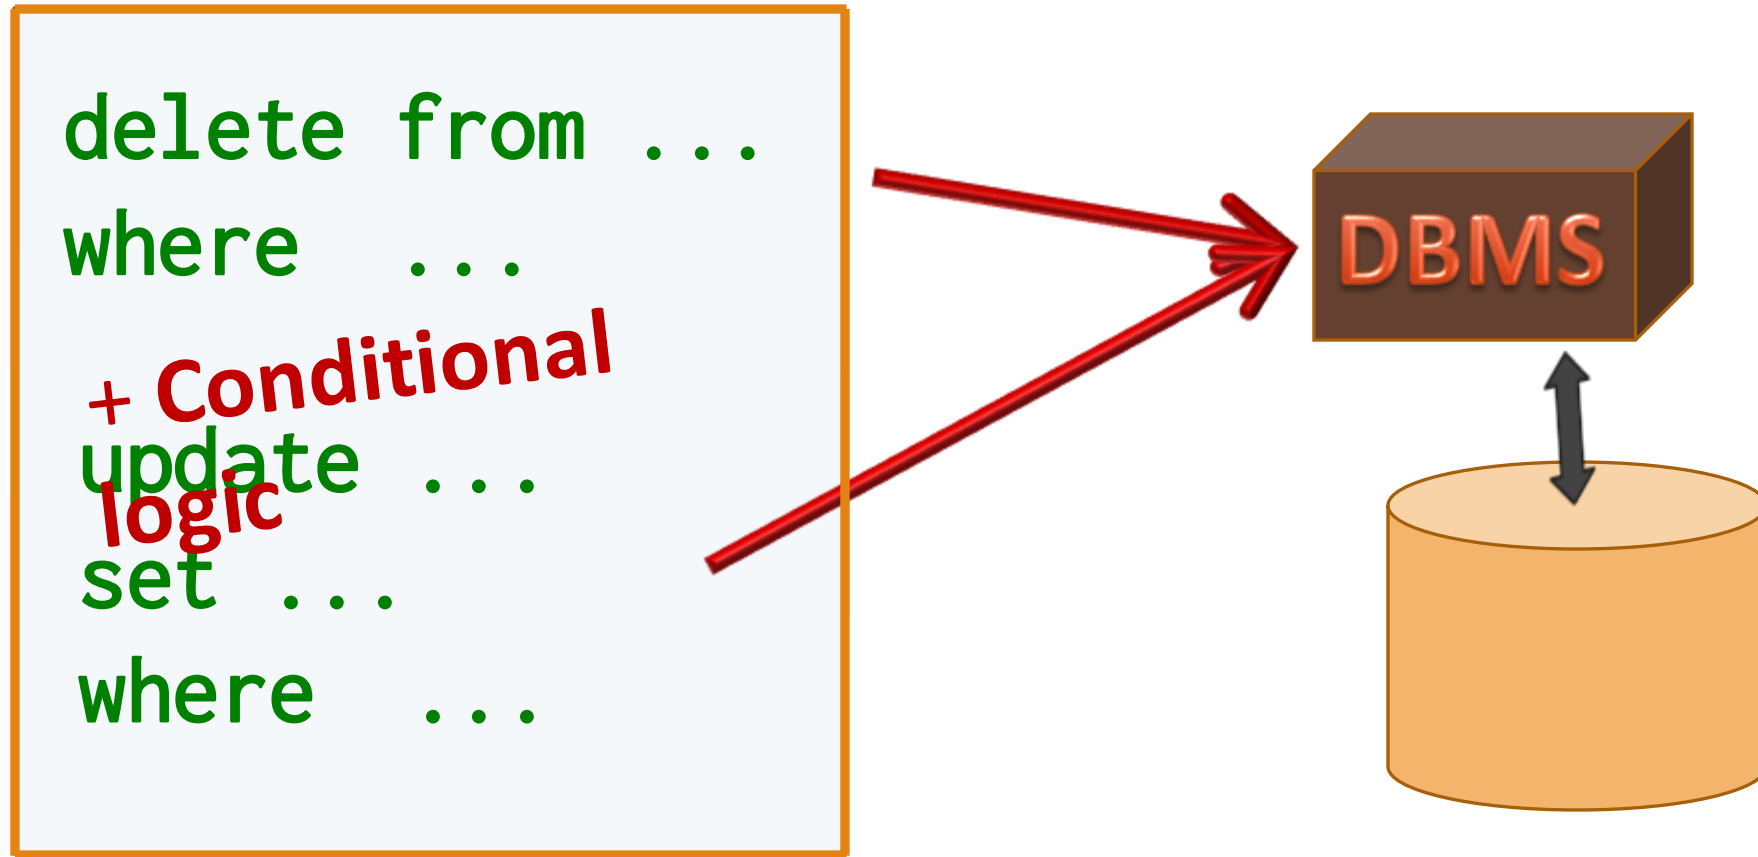 delete from ...
where ...
+ Conditional
update ...
logic
set ...
where ...
DBMS